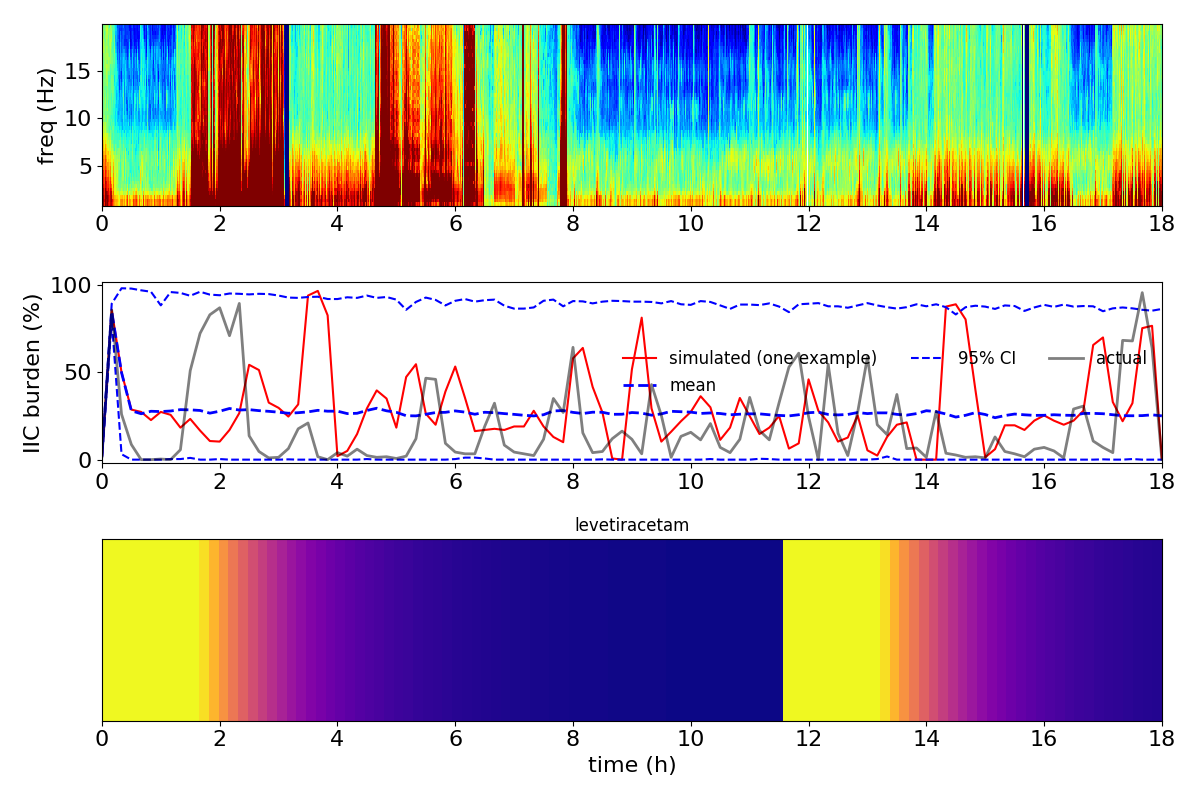 freq (Hz)
15
10
5
0 2 4 6 8 10 12 14 16 18
IIC burden (%)
100
50
0
simulated (one example) 95% CI actual
mean
0 2 4 6 8 10 12 14 16 18
levetiracetam
0 2 4 6 8 10 12 14 16 18
time (h)